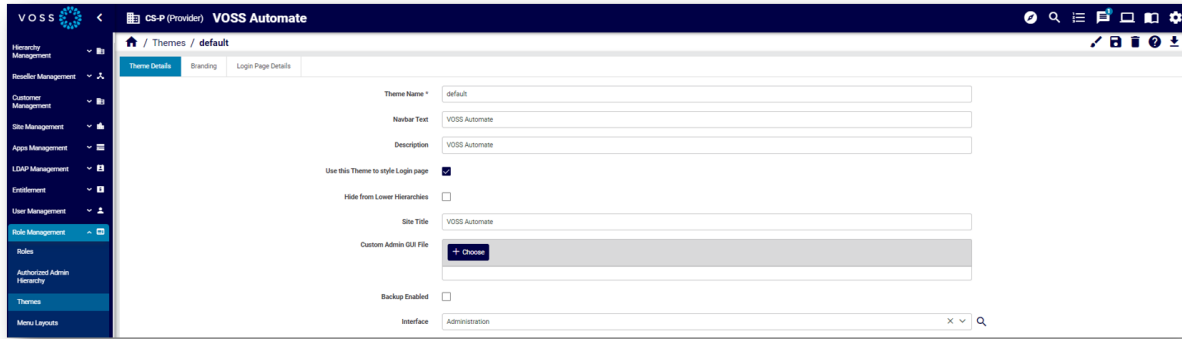 VOSS
CS-P (Provider) VOSS Automate
1
Hierarchy
Management
Reseller Management
Customer
Management
Site Management
Apps Management
LDAP Management
Entitlement
User Management
Role Management
Roles
Authorized Admin
Hierarchy
Themes
Menu Layouts
/ Themes / default
Theme Details Branding Login Page Details
Theme Name * default
Navbar Text VOSS Automate
Description VOSS Automate
Use this Theme to style Login page
Hide from Lower Hierarchies
Site Title VOSS Automate
Custom Admin GUI File
+ Choose
Backup Enabled
Interface Administration